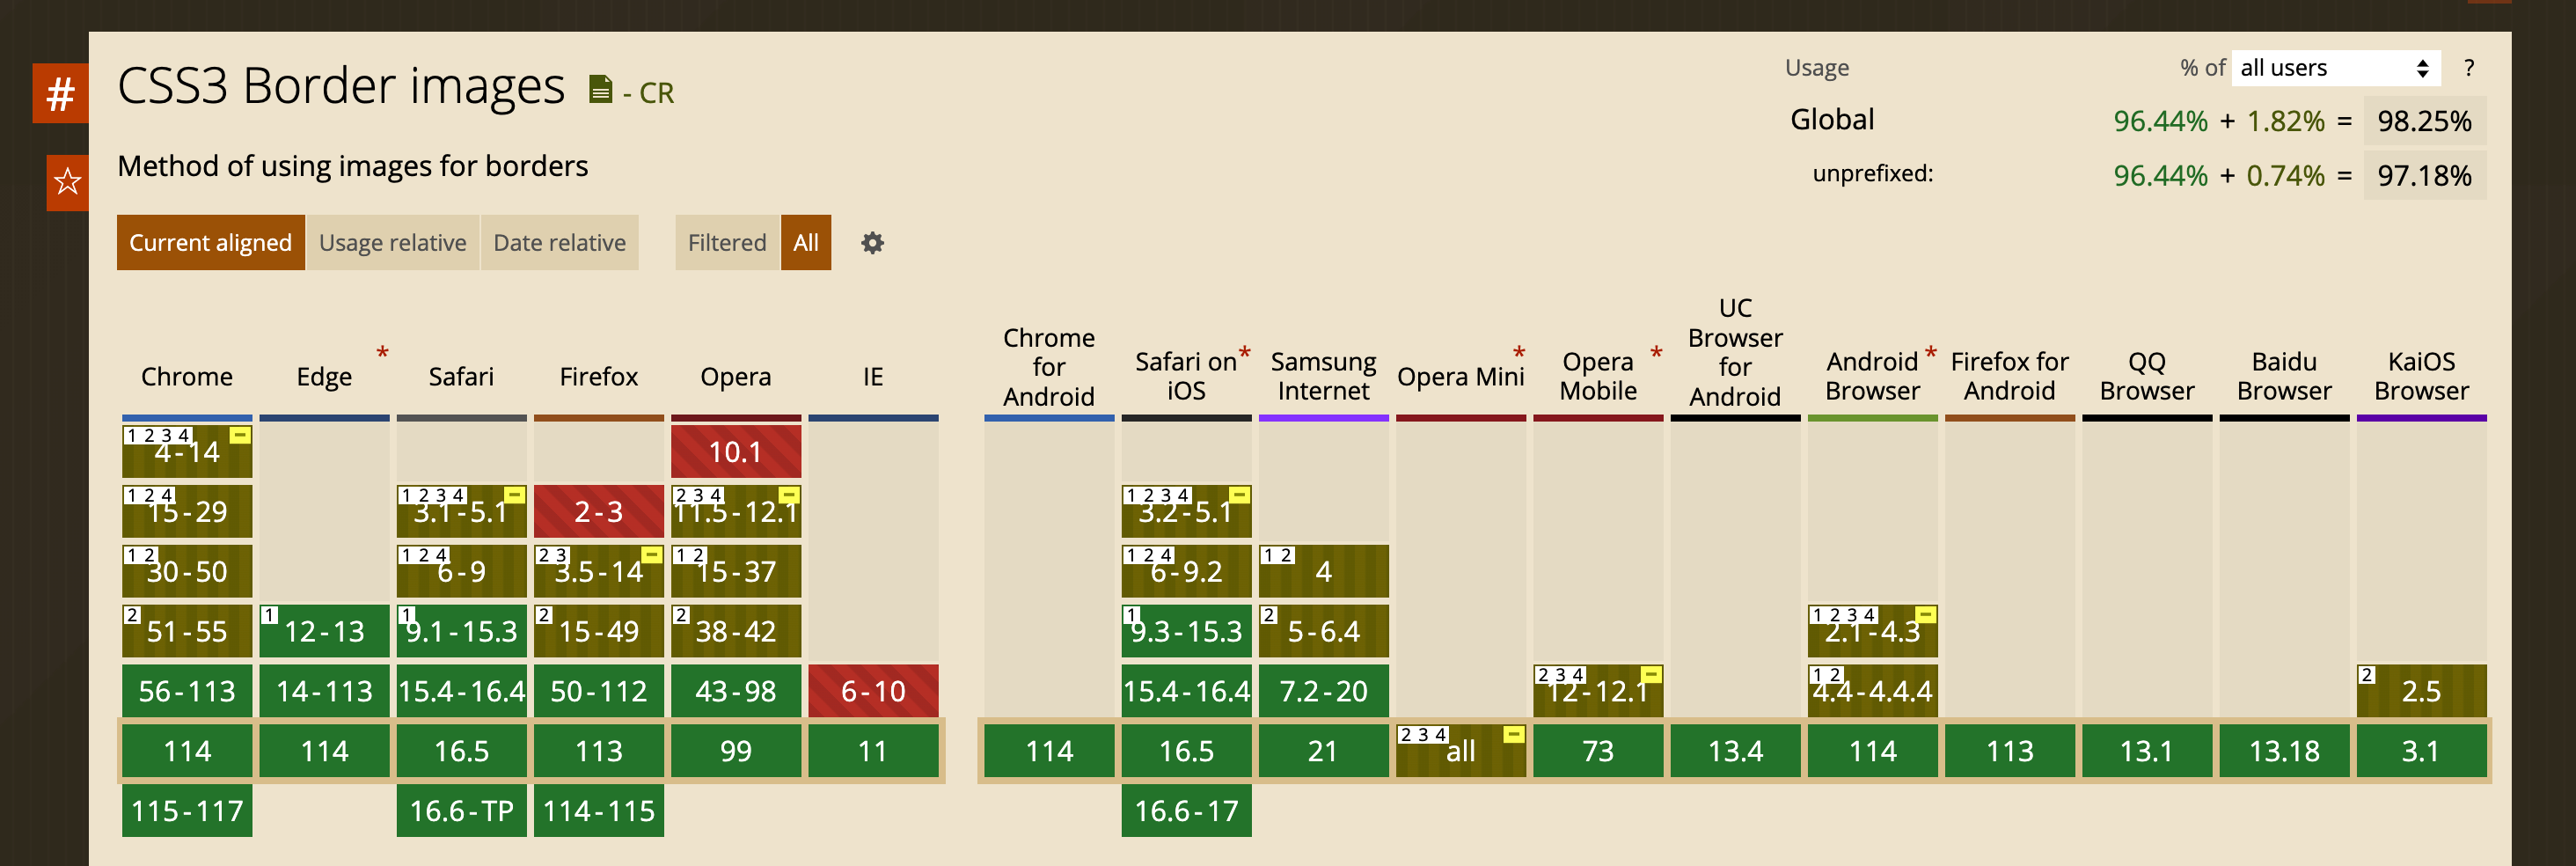 #
CSS3 Border images - CR
Usage % of all users ?
Global 96.44% + 1.82% = 98.25%
Method of using images for borders
unprefixed: 96.44% + 0.74% = 97.18%
Current aligned Usage relative Date relative Filtered All
Chrome
Edge *
Safari
Firefox
Opera
IE
Chrome for Android
Safari on iOS *
Samsung Internet
Opera Mini *
Opera Mobile *
UC Browser for Android
Android Browser *
Firefox for Android
QQ Browser
Baidu Browser
KaiOS Browser
1 2 3 4 4-14 −
10.1
1 2 4 15-29
1 2 3 4 3.1-5.1 −
2-3
2 3 4 11.5-12.1 −
1 2 3 4 3.2-5.1 −
1 2 30-50
1 2 4 6-9
2 3 3.5-14 −
1 2 15-37
1 2 4 6-9.2
1 2 4
2 51-55
1 12-13
1 9.1-15.3
2 15-49
2 38-42
1 9.3-15.3
2 5-6.4
1 2 3 4 2.1-4.3 −
56-113
14-113
15.4-16.4
50-112
43-98
6-10
15.4-16.4
7.2-20
2 3 4 12-12.1 −
1 2 4.4-4.4.4
2 2.5
114
114
16.5
113
99
11
114
16.5
21
2 3 4 all −
73
13.4
114
113
13.1
13.18
3.1
115-117
16.6-TP
114-115
16.6-17